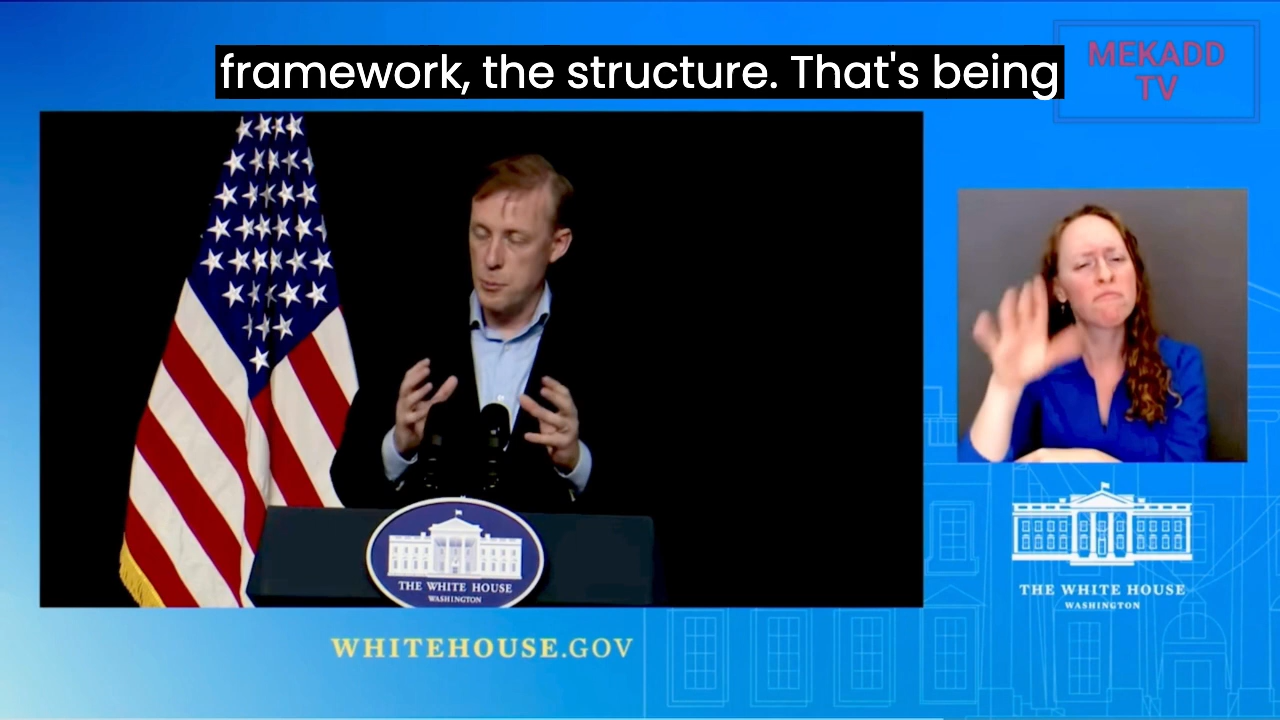 framework, the structure. That's being
MEKADD
TV
THE WHITE HOUSE
WASHINGTON
THE WHITE HOUSE
WASHINGTON
WHITEHOUSE.GOV